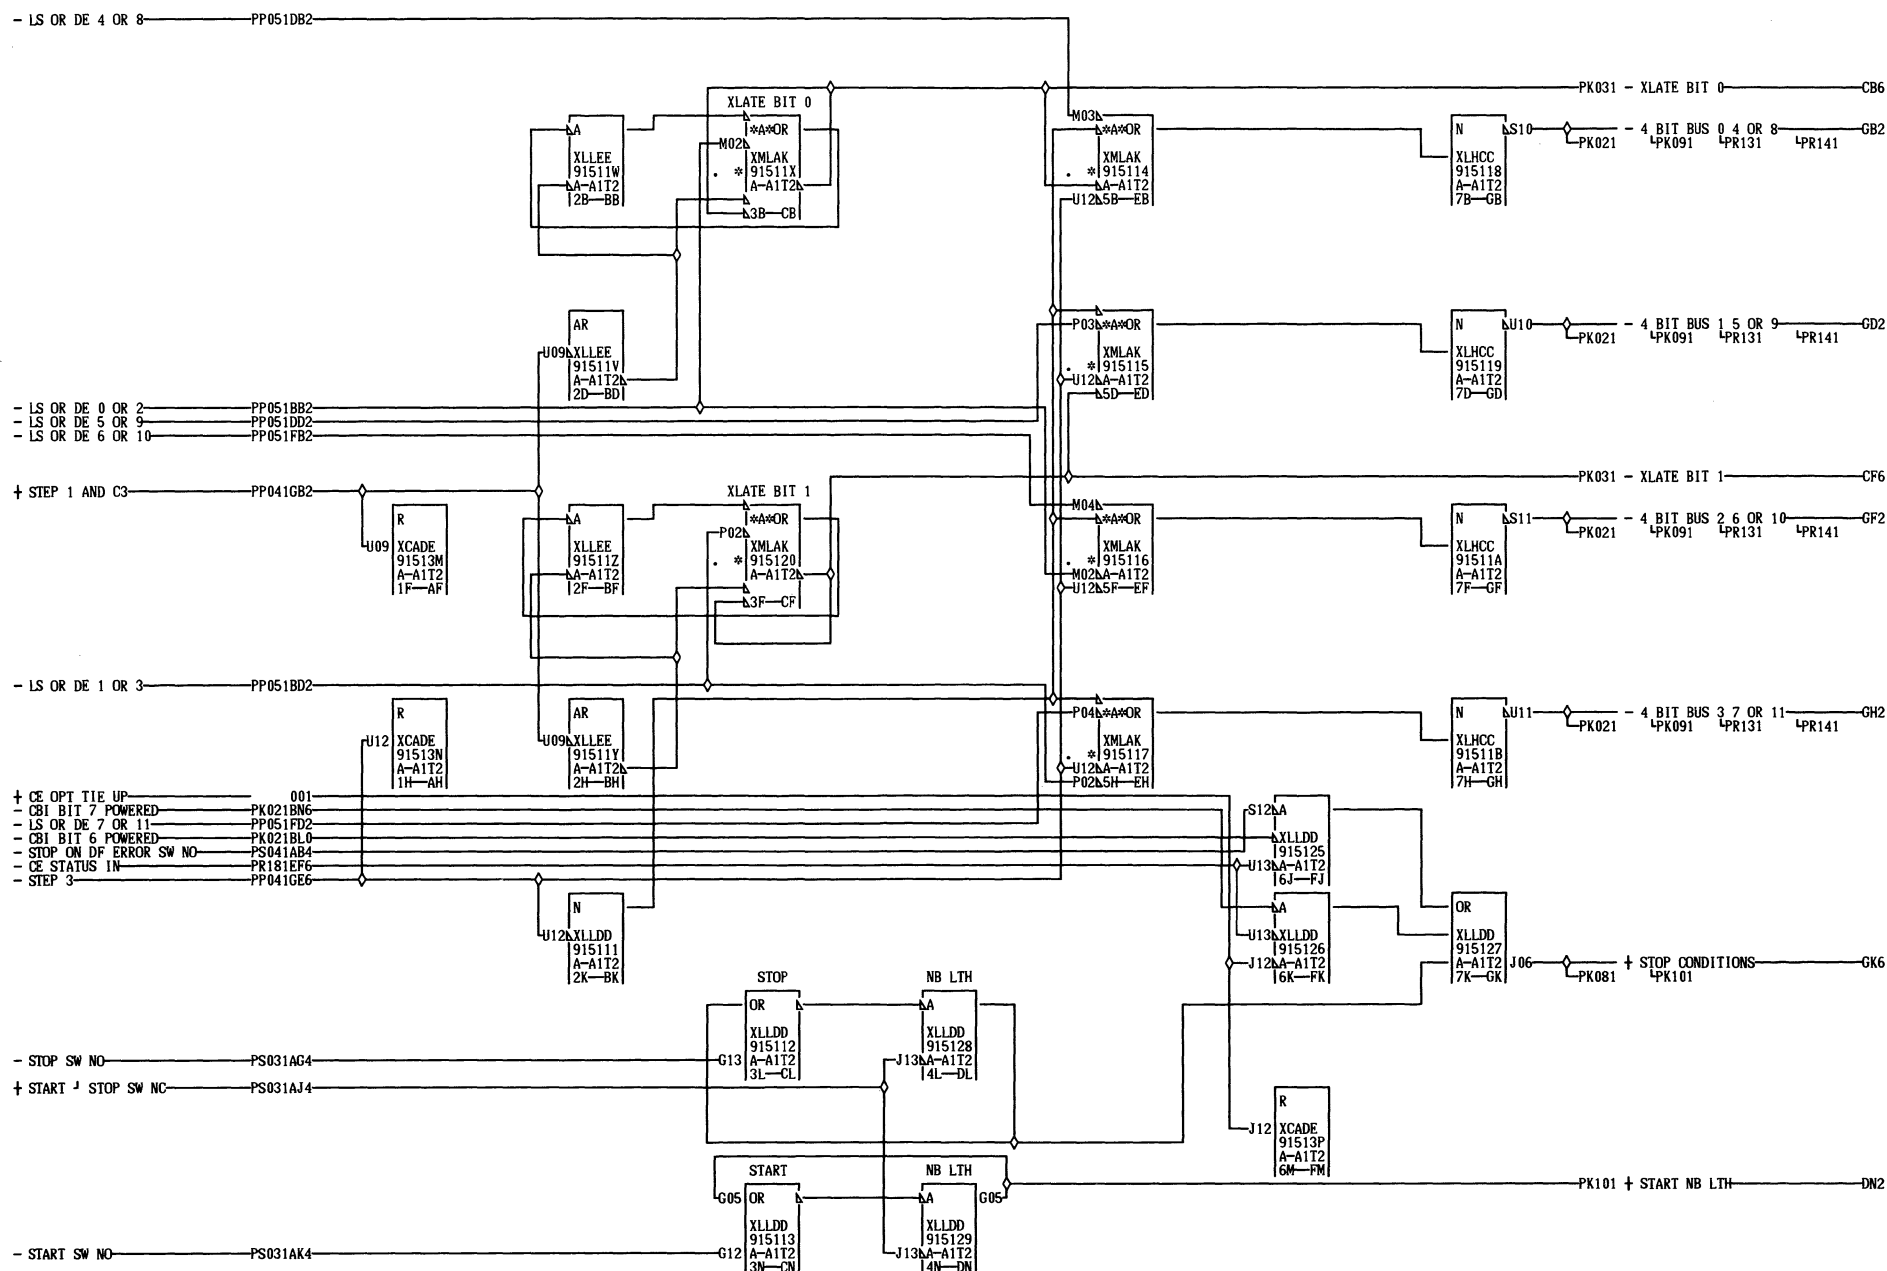 - LS OR DE 4 OR 8 PP051DB2
PK031 - XLATE BIT 0 CB6
XLATE BIT 0
A
XLLEE
91511W
A-A1T2
2B BB
*A*OR
M02
XMLAK
* 91511X
A-A1T2
3B CB
M03
*A*OR
XMLAK
* 915114
A-A1T2
U12 5B EB
N S10
XLHCC
915118
A-A1T2
7B GB
- 4 BIT BUS 0 4 OR 8 GB2
PK021 PK091 PR131 PR141
AR
U09 XLLEE
91511V
A-A1T2
2D BD
P03 *A*OR
XMLAK
* 915115
U12 A-A1T2
5D ED
N U10
XLHCC
915119
A-A1T2
7D GD
- 4 BIT BUS 1 5 OR 9 GD2
PK021 PK091 PR131 PR141
- LS OR DE 0 OR 2 PP051BB2
- LS OR DE 5 OR 9 PP051DD2
- LS OR DE 6 OR 10 PP051FB2
PK031 - XLATE BIT 1 CF6
+ STEP 1 AND C3 PP041GB2
R
U09 XCADE
91513M
A-A1T2
1F AF
A
XLLEE
91511Z
A-A1T2
2F BF
XLATE BIT 1
*A*OR
P02
XMLAK
* 915120
A-A1T2
3F CF
M04
*A*OR
XMLAK
* 915116
M02 A-A1T2
U12 5F EF
N S11
XLHCC
91511A
A-A1T2
7F GF
- 4 BIT BUS 2 6 OR 10 GF2
PK021 PK091 PR131 PR141
- LS OR DE 1 OR 3 PP051BD2
R
U12 XCADE
91513N
A-A1T2
1H AH
AR
U09 XLLEE
91511Y
A-A1T2
2H BH
P04 *A*OR
XMLAK
* 915117
U12 A-A1T2
P02 5H EH
N U11
XLHCC
91511B
A-A1T2
7H GH
- 4 BIT BUS 3 7 OR 11 GH2
PK021 PK091 PR131 PR141
+ CE OPT TIE UP 001
- CBI BIT 7 POWERED PK021BN6
- LS OR DE 7 OR 11 PP051FD2
- CBI BIT 6 POWERED PK021BL0
- STOP ON DF ERROR SW NO PS041AB4
- CE STATUS IN PR181EF6
- STEP 3 PP041GE6
S12 A
XLLDD
915125
U13 A-A1T2
6J FJ
N
U12 XLLDD
915111
A-A1T2
2K BK
A
U13 XLLDD
915126
J12 A-A1T2
6K FK
OR
XLLDD
915127
A-A1T2 J06
7K GK
+ STOP CONDITIONS GK6
PK081 PK101
STOP
OR
XLLDD
915112
G13 A-A1T2
3L CL
NB LTH
A
XLLDD
915128
J13 A-A1T2
4L DL
- STOP SW NO PS031AG4
+ START ┘ STOP SW NC PS031AJ4
R
J12 XCADE
91513P
A-A1T2
6M FM
START
G05 OR
XLLDD
915113
G12 A-A1T2
3N CN
NB LTH
A G05
XLLDD
915129
J13 A-A1T2
4N DN
PK101 + START NB LTH DN2
- START SW NO PS031AK4